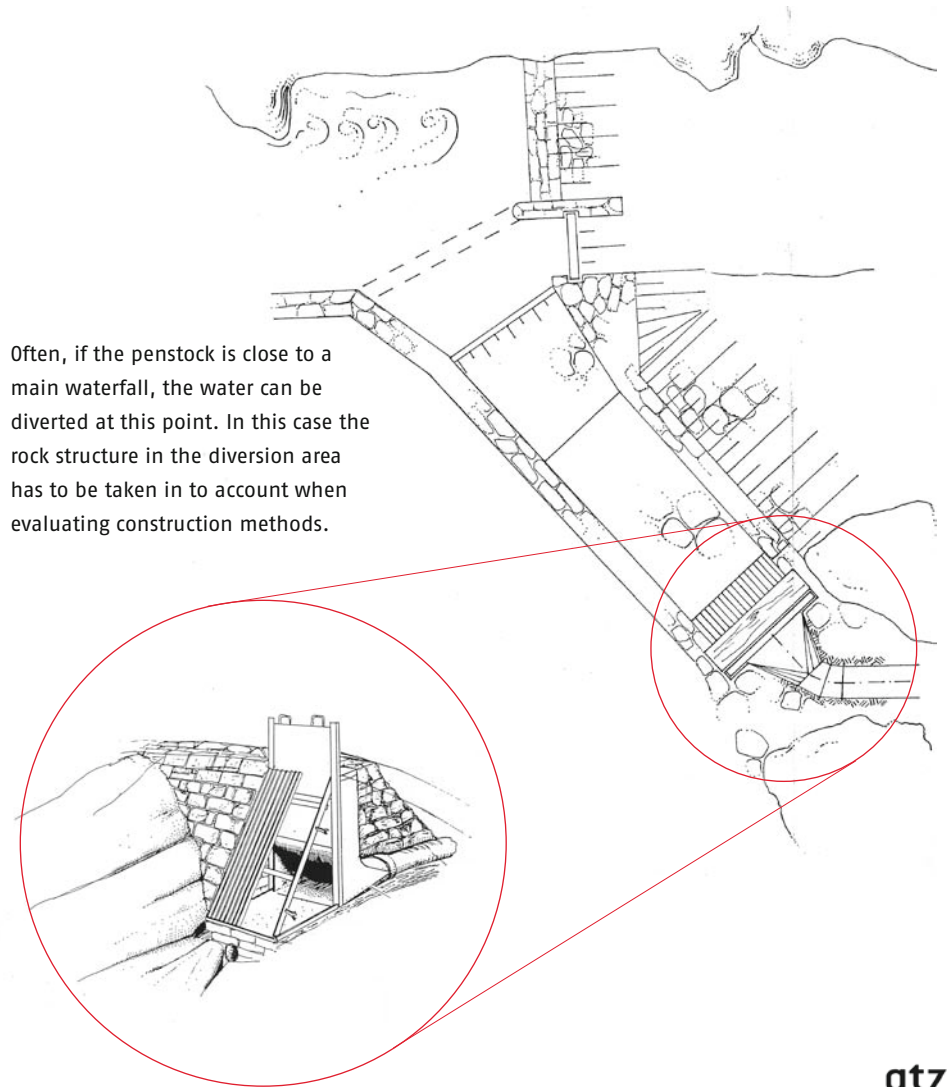 Often, if the penstock is close to a
main waterfall, the water can be
diverted at this point. In this case the
rock structure in the diversion area
has to be taken in to account when
evaluating construction methods.
gtz